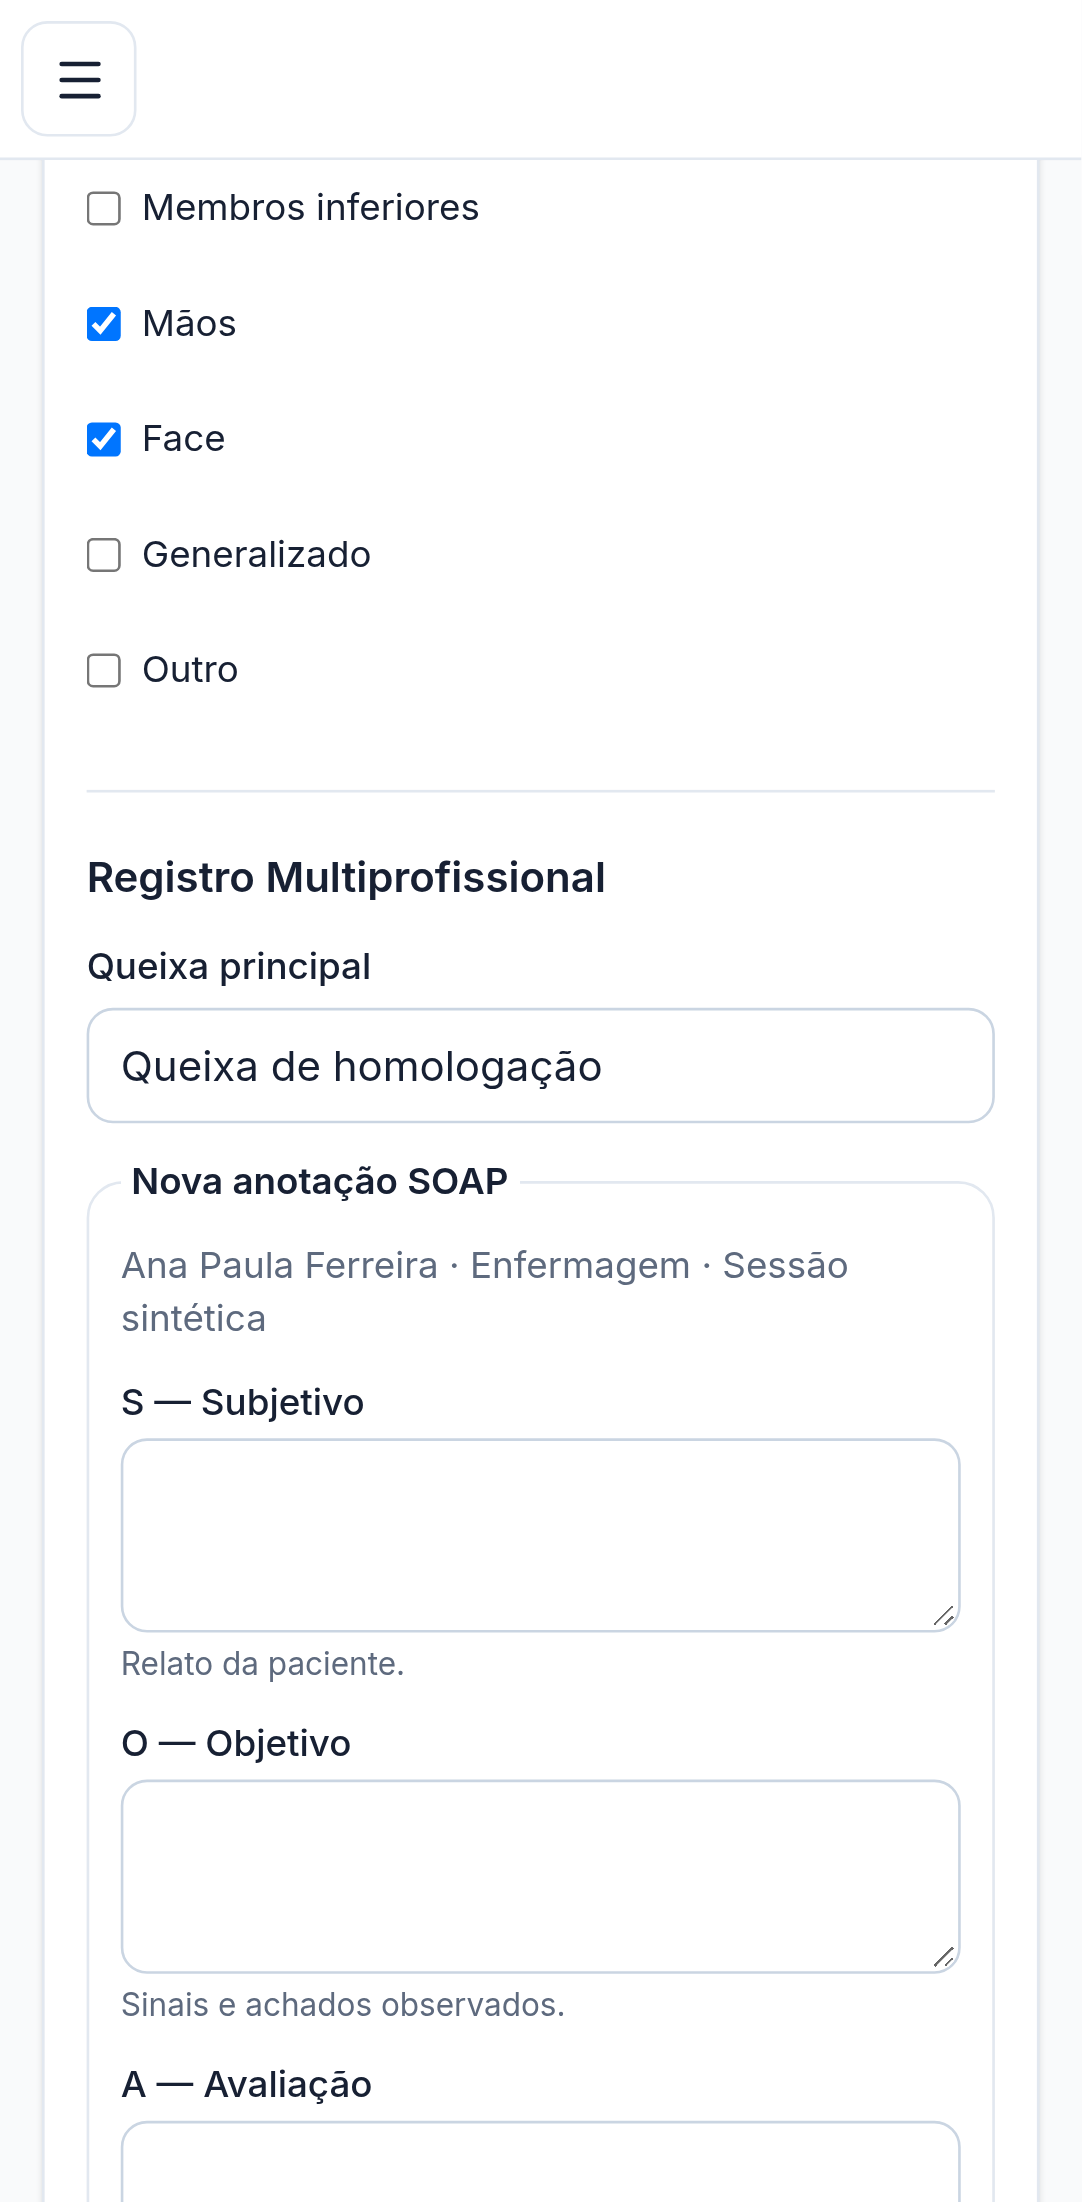 Membros inferiores
Mãos
Face
Generalizado
Outro
Registro Multiprofissional
Queixa principal
Queixa de homologação
Nova anotação SOAP
Ana Paula Ferreira · Enfermagem · Sessão
sintética
S — Subjetivo
Relato da paciente.
O — Objetivo
Sinais e achados observados.
A — Avaliação